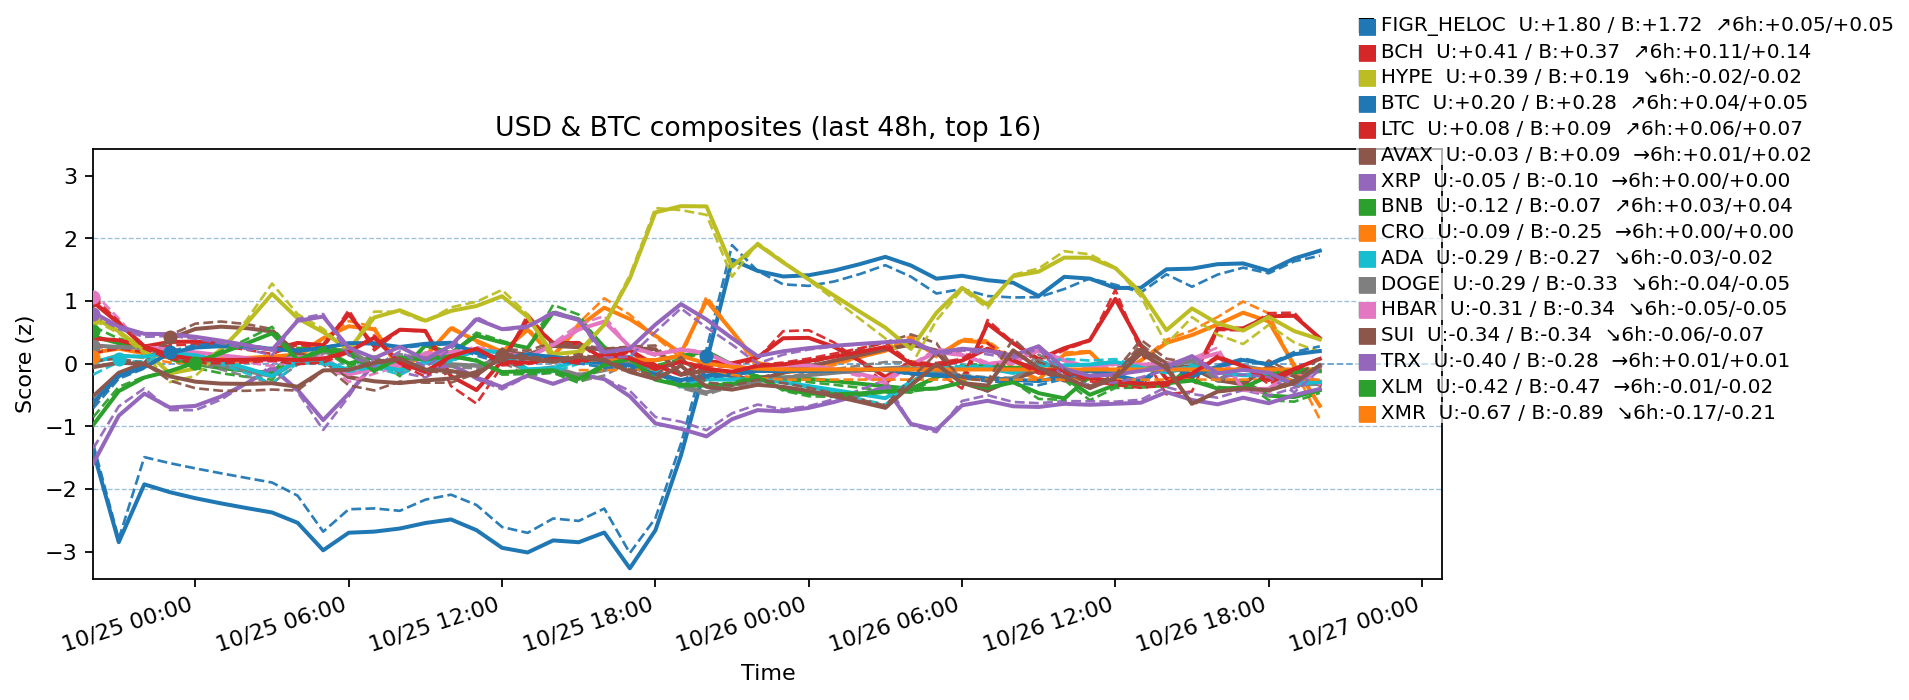 FIGR_HELOC U:+1.80 / B:+1.72 ↗6h:+0.05/+0.05
BCH U:+0.41 / B:+0.37 ↗6h:+0.11/+0.14
HYPE U:+0.39 / B:+0.19 ↘6h:-0.02/-0.02
BTC U:+0.20 / B:+0.28 ↗6h:+0.04/+0.05
LTC U:+0.08 / B:+0.09 ↗6h:+0.06/+0.07
AVAX U:-0.03 / B:+0.09 →6h:+0.01/+0.02
XRP U:-0.05 / B:-0.10 →6h:+0.00/+0.00
BNB U:-0.12 / B:-0.07 ↗6h:+0.03/+0.04
CRO U:-0.09 / B:-0.25 →6h:+0.00/+0.00
ADA U:-0.29 / B:-0.27 ↘6h:-0.03/-0.02
DOGE U:-0.29 / B:-0.33 ↘6h:-0.04/-0.05
HBAR U:-0.31 / B:-0.34 ↘6h:-0.05/-0.05
SUI U:-0.34 / B:-0.34 ↘6h:-0.06/-0.07
TRX U:-0.40 / B:-0.28 →6h:+0.01/+0.01
XLM U:-0.42 / B:-0.47 →6h:-0.01/-0.02
XMR U:-0.67 / B:-0.89 ↘6h:-0.17/-0.21
USD & BTC composites (last 48h, top 16)
Score (z)
3
2
1
0
−1
−2
−3
10/25 00:00
10/25 06:00
10/25 12:00
10/25 18:00
10/26 00:00
10/26 06:00
10/26 12:00
10/26 18:00
10/27 00:00
Time